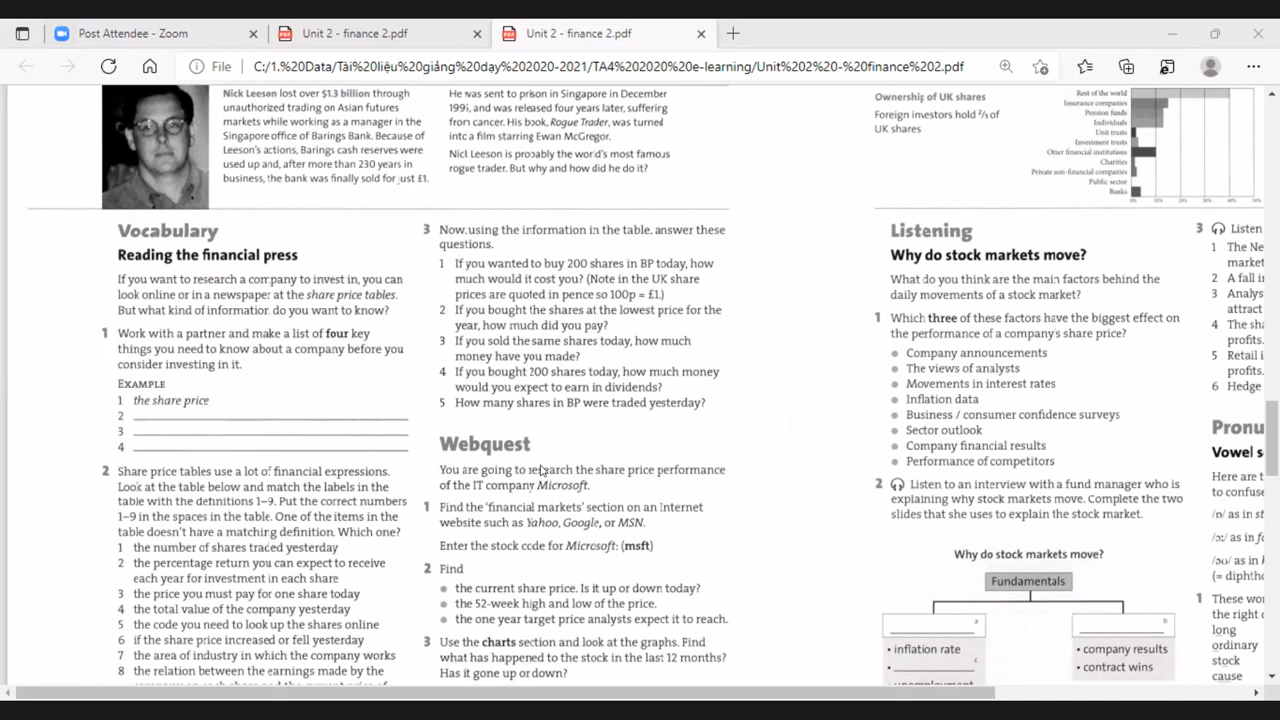 Post Attendee - Zoom
Unit 2 - finance 2.pdf
Unit 2 - finance 2.pdf
File
C:/1.%20Data/Tài%20liệu%20giảng%20day%202020-2021/TA4%202020%20e-learning/Unit%202%20-%20finance%202.pdf
Nick Leeson lost over $1.3 billion through
unauthorized trading on Asian futures
markets while working as a manager in the
Singapore office of Barings Bank. Because of
Leeson's actions, Barings cash reserves were
used up and, after more than 230 years in
business, the bank was finally sold for just £1.
He was sent to prison in Singapore in December
1995, and was released four years later, suffering
from cancer. His book, Rogue Trader, was turned
into a film starring Ewan McGregor.
Nick Leeson is probably the world's most famous
rogue trader. But why and how did he do it?
Ownership of UK shares
Foreign investors hold ²/₅ of
UK shares
Rest of the world
Insurance companies
Pension funds
Individuals
Unit trusts
Investment trusts
Other financial institutions
Charities
Private non-financial companies
Public sector
Banks
0% 10% 20% 30% 40% 50%
Vocabulary
Reading the financial press
If you want to research a company to invest in, you can
look online or in a newspaper at the share price tables.
But what kind of information do you want to know?
1 Work with a partner and make a list of four key
things you need to know about a company before you
consider investing in it.
EXAMPLE
1 the share price
2
3
4
2 Share price tables use a lot of financial expressions.
Look at the table below and match the labels in the
table with the definitions 1–9. Put the correct numbers
1–9 in the spaces in the table. One of the items in the
table doesn't have a matching definition. Which one?
1 the number of shares traced yesterday
2 the percentage return you can expect to receive
each year for investment in each share
3 the price you must pay for one share today
4 the total value of the company yesterday
5 the code you need to look up the shares online
6 if the share price increased or fell yesterday
7 the area of industry in which the company works
8 the relation between the earnings made by the
3 Now, using the information in the table, answer these
questions.
1 If you wanted to buy 200 shares in BP today, how
much would it cost you? (Note in the UK share
prices are quoted in pence so 100p = £1.)
2 If you bought the shares at the lowest price for the
year, how much did you pay?
3 If you sold the same shares today, how much
money have you made?
4 If you bought 200 shares today, how much money
would you expect to earn in dividends?
5 How many shares in BP were traded yesterday?
Webquest
You are going to research the share price performance
of the IT company Microsoft.
1 Find the 'financial markets' section on an Internet
website such as Yahoo, Google, or MSN.
Enter the stock code for Microsoft: (msft)
2 Find
the current share price. Is it up or down today?
the 52-week high and low of the price.
the one year target price analysts expect it to reach.
3 Use the charts section and look at the graphs. Find
what has happened to the stock in the last 12 months?
Has it gone up or down?
Listening
Why do stock markets move?
What do you think are the main factors behind the
daily movements of a stock market?
1 Which three of these factors have the biggest effect on
the performance of a company's share price?
Company announcements
The views of analysts
Movements in interest rates
Inflation data
Business / consumer confidence surveys
Sector outlook
Company financial results
Performance of competitors
2 Listen to an interview with a fund manager who is
explaining why stock markets move. Complete the two
slides that she uses to explain the stock market.
Why do stock markets move?
Fundamentals
a
b
• inflation rate
• c
• unemployment
• company results
• contract wins
3 Listen
1 The Ne
market
2 A fall i
3 Analys
attract
4 The sha
profits.
5 Retail i
profits.
6 Hedge
Pronu
Vowel s
Here are t
to confuse
/ɒ/ as in st
/ɔː/ as in fo
/əʊ/ as in
(= diphtho
1 These wor
the right c
long
ordinary
stock
cause